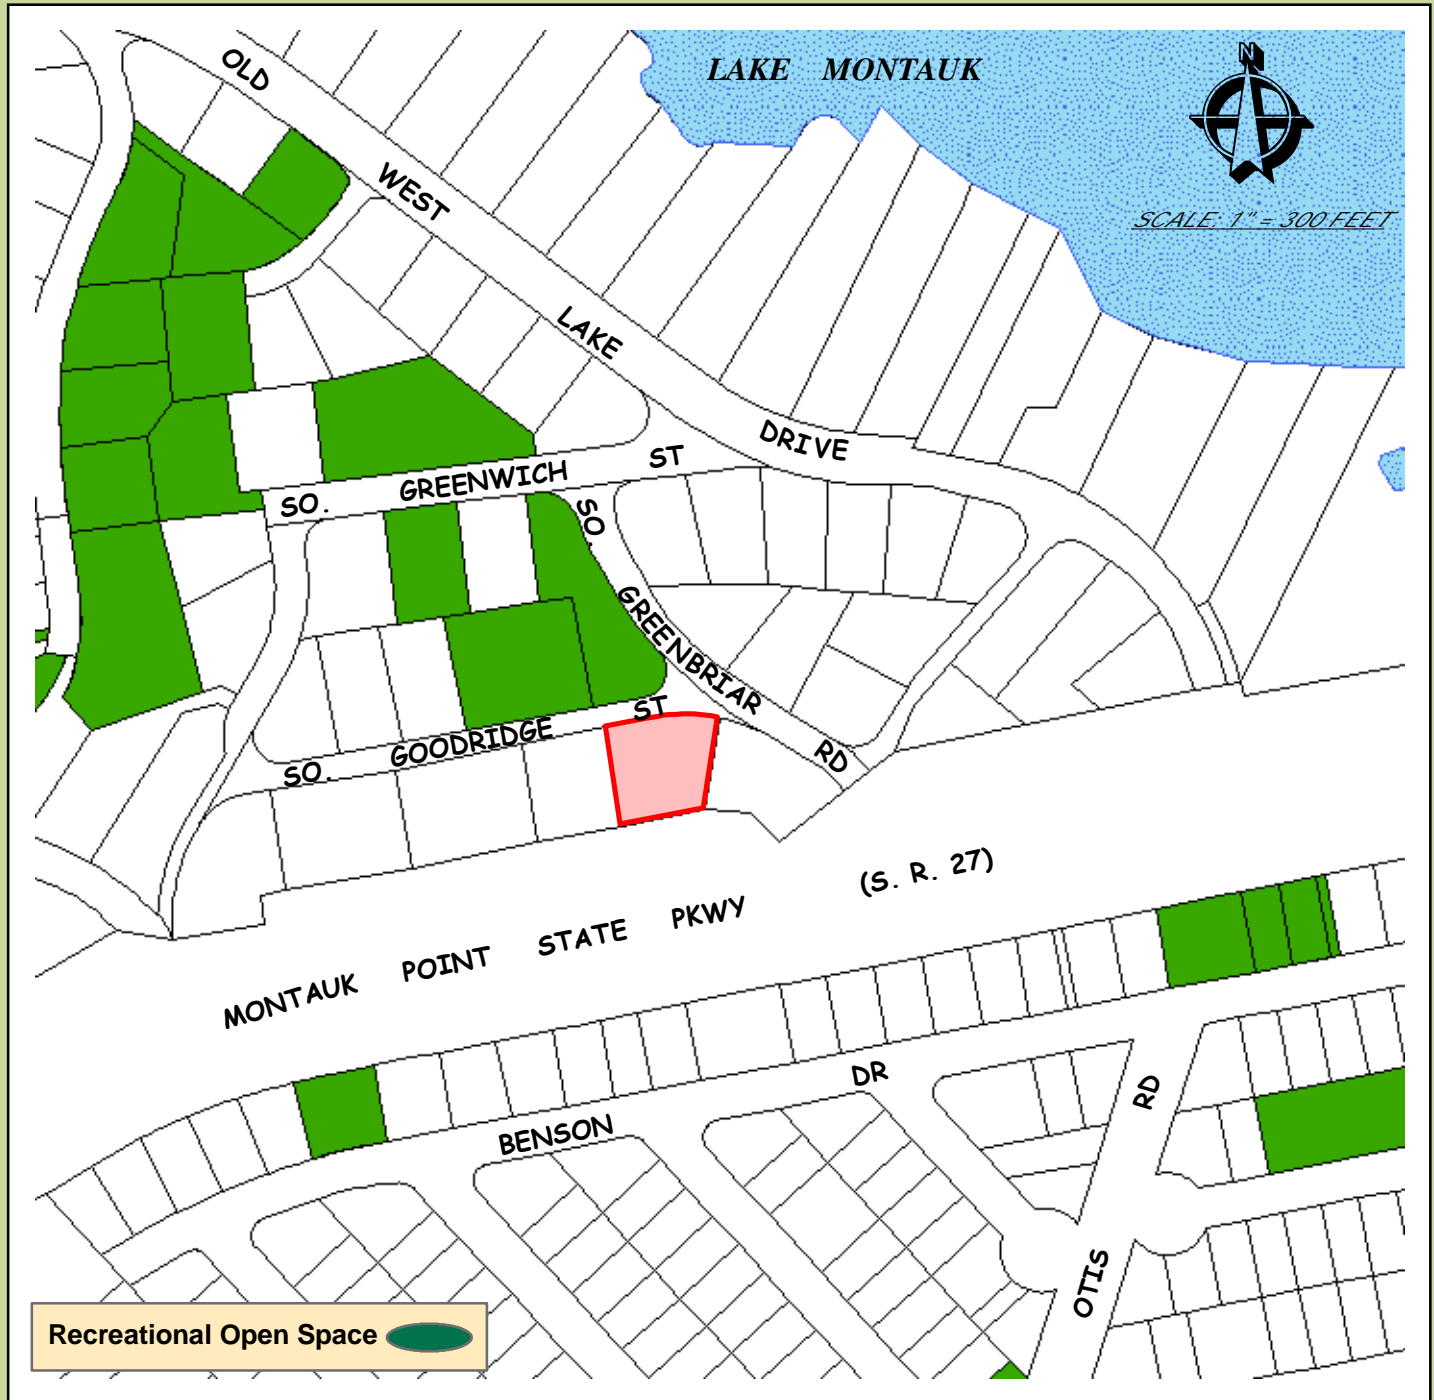 LAKE MONTAUK
N
SCALE: 1" = 300 FEET
OLD
WEST
LAKE
DRIVE
SO. GREENWICH ST
SO. GREENBRIAR RD
SO. GOODRIDGE ST
MONTAUK POINT STATE PKWY (S. R. 27)
BENSON DR
OTIS RD
Recreational Open Space